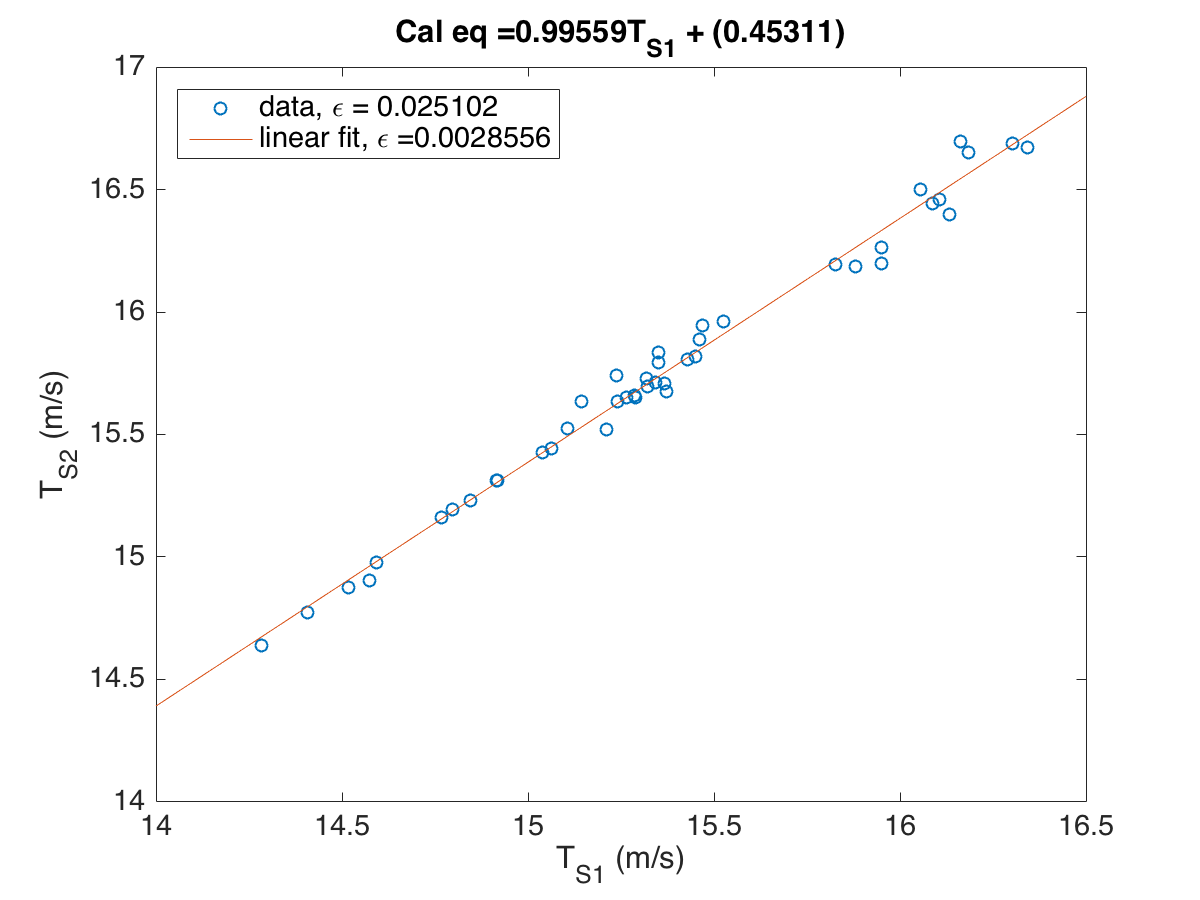 Cal eq =0.99559T_S1 + (0.45311)
data, ϵ = 0.025102
linear fit, ϵ =0.0028556
17
16.5
16
15.5
15
14.5
14
T_S2 (m/s)
14 14.5 15 15.5 16 16.5
T_S1 (m/s)